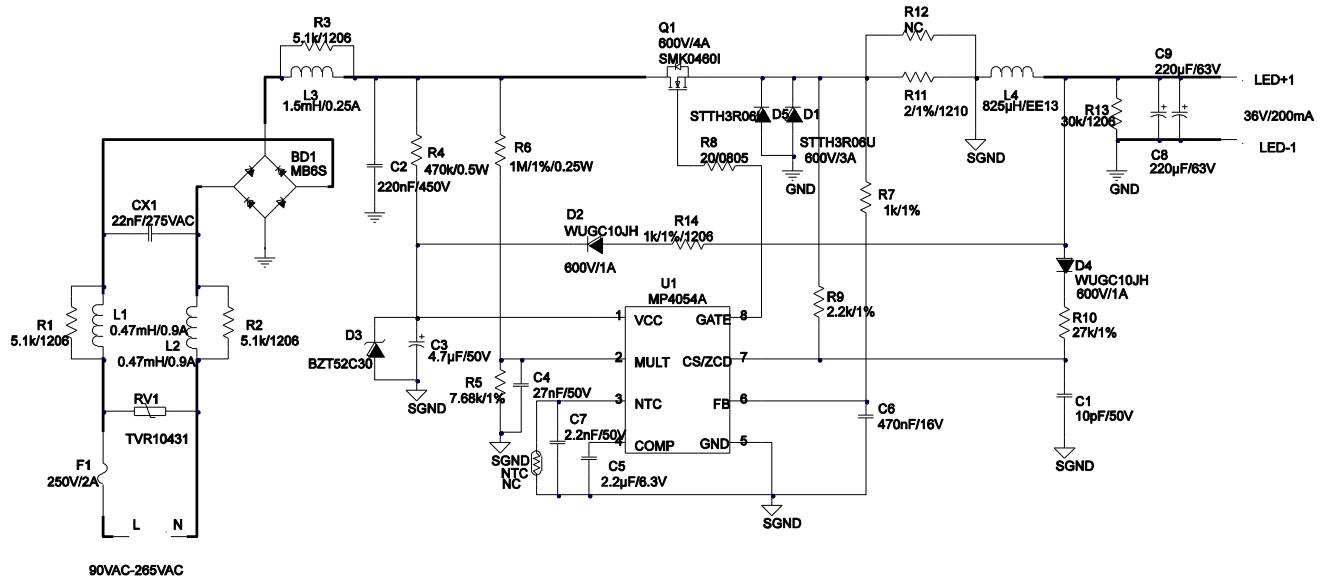 R3
5.1k/1206
L3
1.5mH/0.25A
Q1
600V/4A
SMK0460I
R12
NC
R11
2/1%/1210
L4
825µH/EE13
SGND
C9
220µF/63V
LED+1
R13
30k/1206
36V/200mA
LED-1
C8
220µF/63V
GND
BD1
MB6S
C2
220nF/450V
R4
470k/0.5W
R6
1M/1%/0.25W
R8
20/0805
STTH3R06U
D5
D1
STTH3R06U
600V/3A
GND
R7
1k/1%
CX1
22nF/275VAC
D2
WUGC10JH
600V/1A
R14
1k/1%/1206
D4
WUGC10JH
600V/1A
R1
5.1k/1206
L1
0.47mH/0.9A
L2
0.47mH/0.9A
R2
5.1k/1206
U1
MP4054A
1
VCC
GATE
8
2
MULT
CS/ZCD
7
3
NTC
FB
6
4
COMP
GND
5
R9
2.2k/1%
R10
27k/1%
D3
BZT52C30
C3
4.7µF/50V
SGND
R5
7.68k/1%
C4
27nF/50V
SGND
NTC
NC
C7
2.2nF/50V
C5
2.2µF/6.3V
C6
470nF/16V
C1
10pF/50V
SGND
SGND
RV1
TVR10431
F1
250V/2A
L
N
90VAC-265VAC